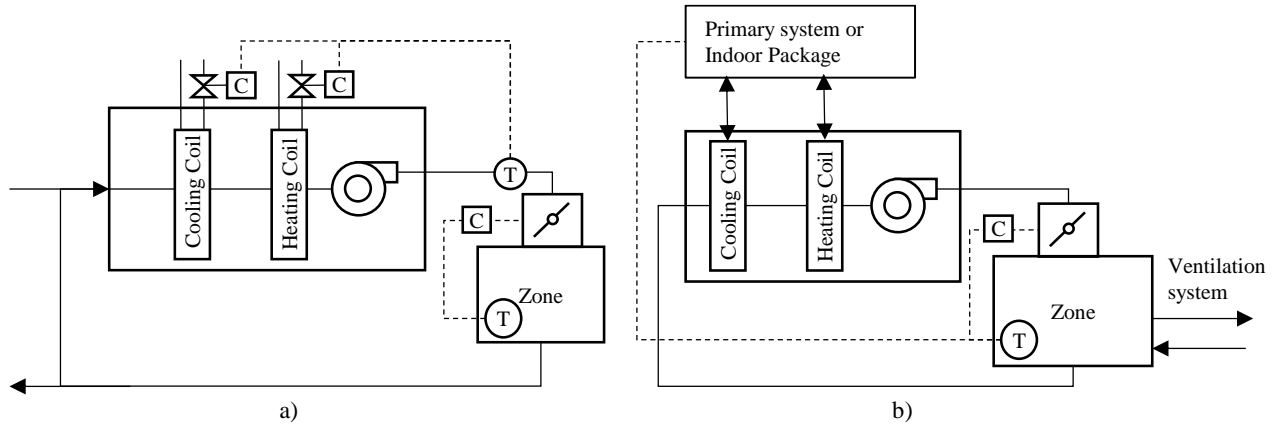 C
C
Cooling Coil
Heating Coil
T
C
Zone
T
a)
Primary system or
Indoor Package
Cooling Coil
Heating Coil
C
Zone
T
Ventilation
system
b)